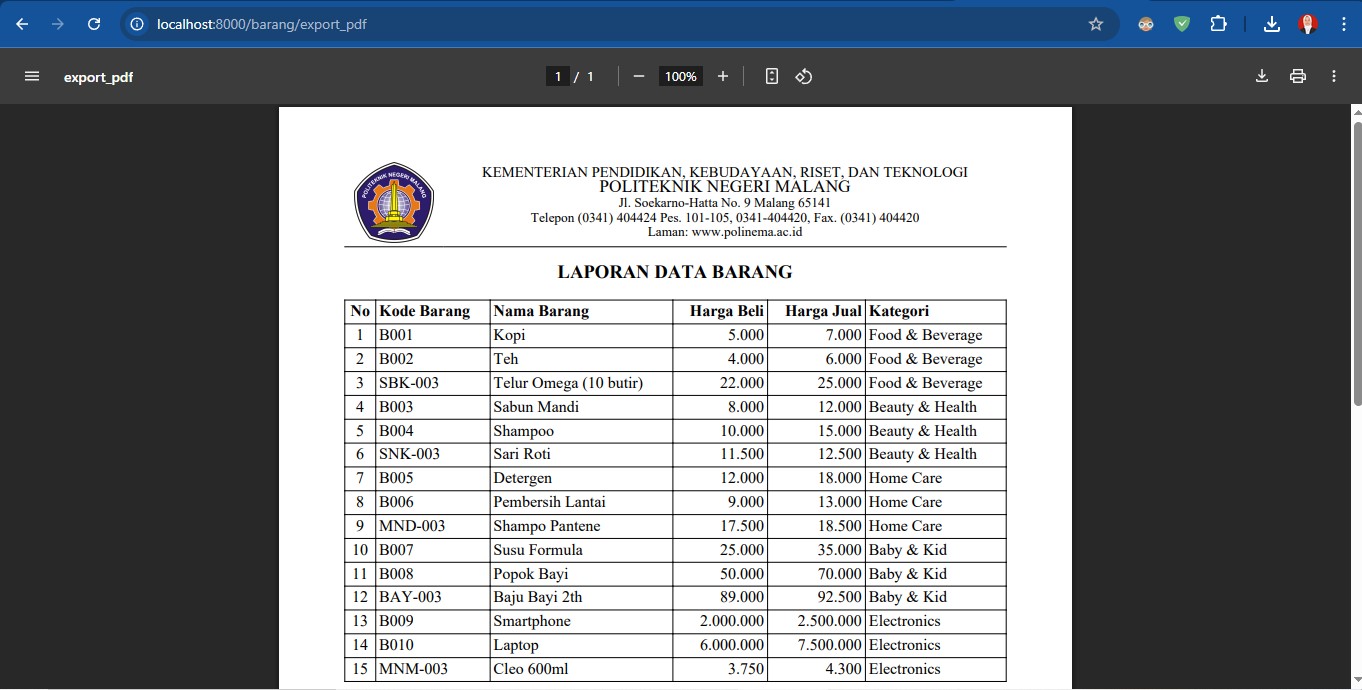 localhost:8000/barang/export_pdf
export_pdf 1 / 1 100%
POLITEKNIK NEGERI MALANG
KEMENTERIAN PENDIDIKAN, KEBUDAYAAN, RISET, DAN TEKNOLOGI
POLITEKNIK NEGERI MALANG
Jl. Soekarno-Hatta No. 9 Malang 65141
Telepon (0341) 404424 Pes. 101-105, 0341-404420, Fax. (0341) 404420
Laman: www.polinema.ac.id
LAPORAN DATA BARANG
No Kode Barang Nama Barang Harga Beli Harga Jual Kategori
1 B001 Kopi 5.000 7.000 Food & Beverage
2 B002 Teh 4.000 6.000 Food & Beverage
3 SBK-003 Telur Omega (10 butir) 22.000 25.000 Food & Beverage
4 B003 Sabun Mandi 8.000 12.000 Beauty & Health
5 B004 Shampoo 10.000 15.000 Beauty & Health
6 SNK-003 Sari Roti 11.500 12.500 Beauty & Health
7 B005 Detergen 12.000 18.000 Home Care
8 B006 Pembersih Lantai 9.000 13.000 Home Care
9 MND-003 Shampo Pantene 17.500 18.500 Home Care
10 B007 Susu Formula 25.000 35.000 Baby & Kid
11 B008 Popok Bayi 50.000 70.000 Baby & Kid
12 BAY-003 Baju Bayi 2th 89.000 92.500 Baby & Kid
13 B009 Smartphone 2.000.000 2.500.000 Electronics
14 B010 Laptop 6.000.000 7.500.000 Electronics
15 MNM-003 Cleo 600ml 3.750 4.300 Electronics